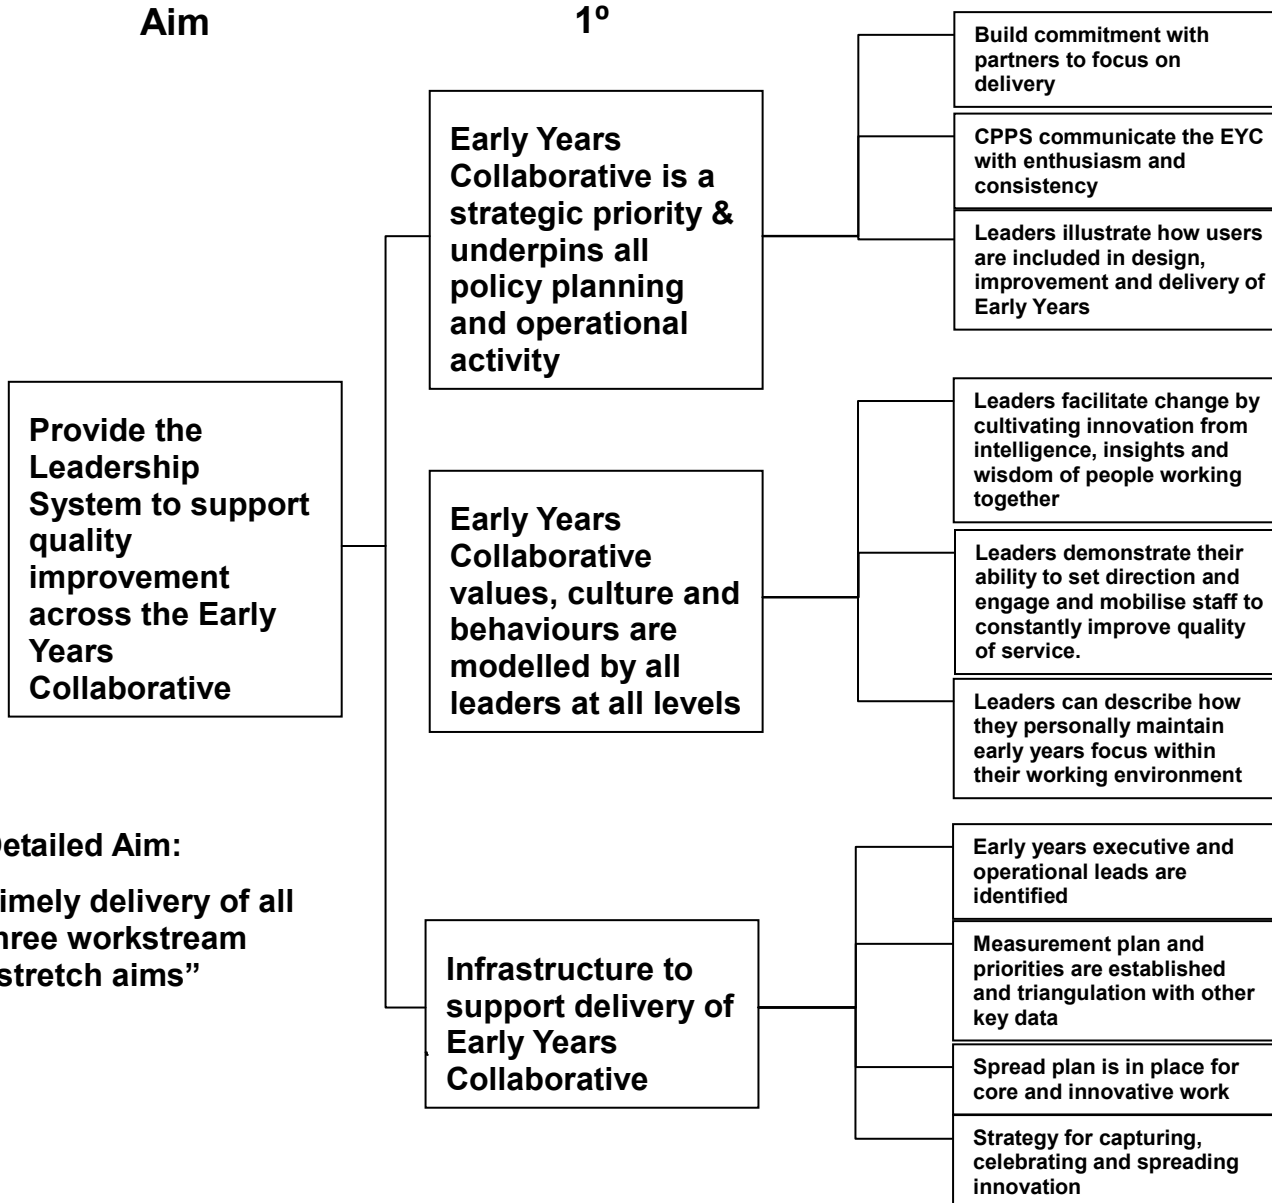 Aim
1º
Provide the
Leadership
System to support
quality
improvement
across the Early
Years
Collaborative
etailed Aim:
imely delivery of all
hree workstream
stretch aims”
Early Years
Collaborative is a
strategic priority &
underpins all
policy planning
and operational
activity
Early Years
Collaborative
values, culture and
behaviours are
modelled by all
leaders at all levels
Infrastructure to
support delivery of
Early Years
Collaborative
Build commitment with
partners to focus on
delivery
CPPS communicate the EYC
with enthusiasm and
consistency
Leaders illustrate how users
are included in design,
improvement and delivery of
Early Years
Leaders facilitate change by
cultivating innovation from
intelligence, insights and
wisdom of people working
together
Leaders demonstrate their
ability to set direction and
engage and mobilise staff to
constantly improve quality
of service.
Leaders can describe how
they personally maintain
early years focus within
their working environment
Early years executive and
operational leads are
identified
Measurement plan and
priorities are established
and triangulation with other
key data
Spread plan is in place for
core and innovative work
Strategy for capturing,
celebrating and spreading
innovation